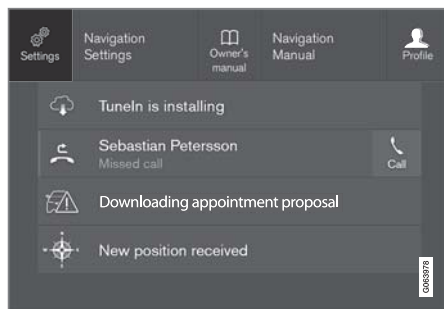 Settings
Navigation
Settings
Owner's
manual
Navigation
Manual
Profile
TuneIn is installing
Sebastian Petersson
Missed call
Call
Downloading appointment proposal
New position received
G063978